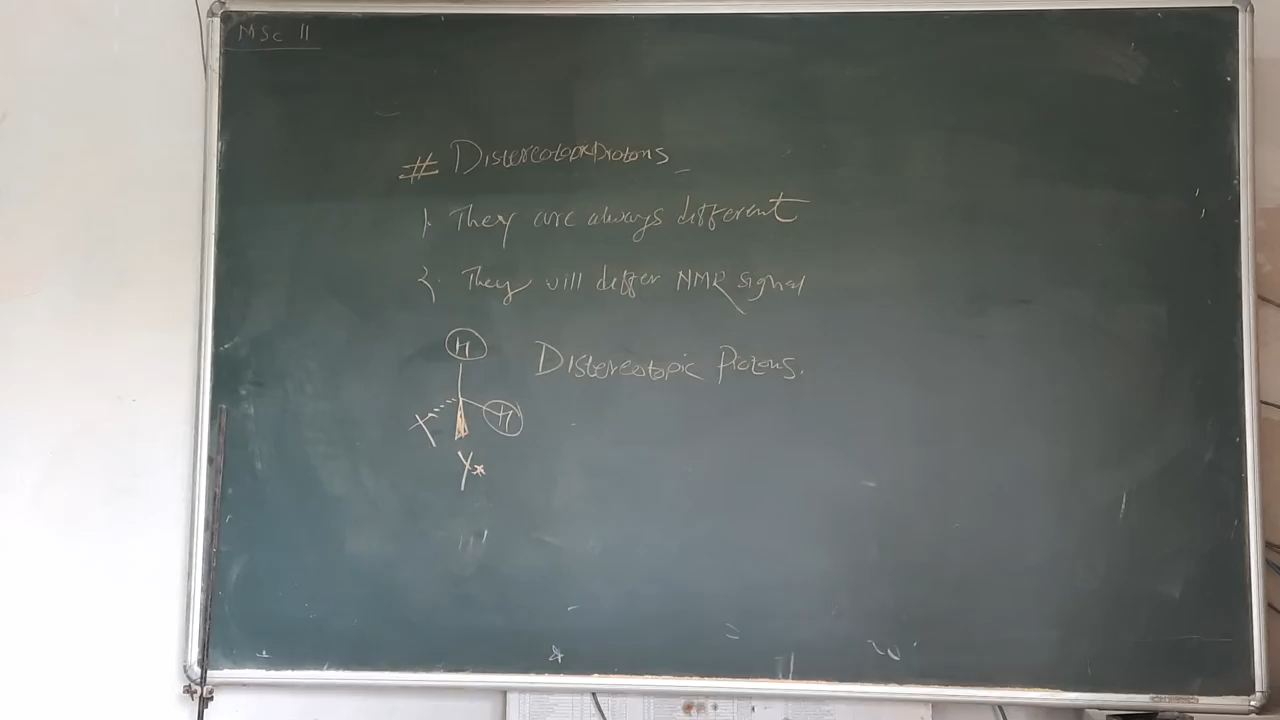 MSc II
# Distereotopic Protons
1. They are always different
2. They will differ NMR signal
H
Distereotopic Protons.
X
H
Y*